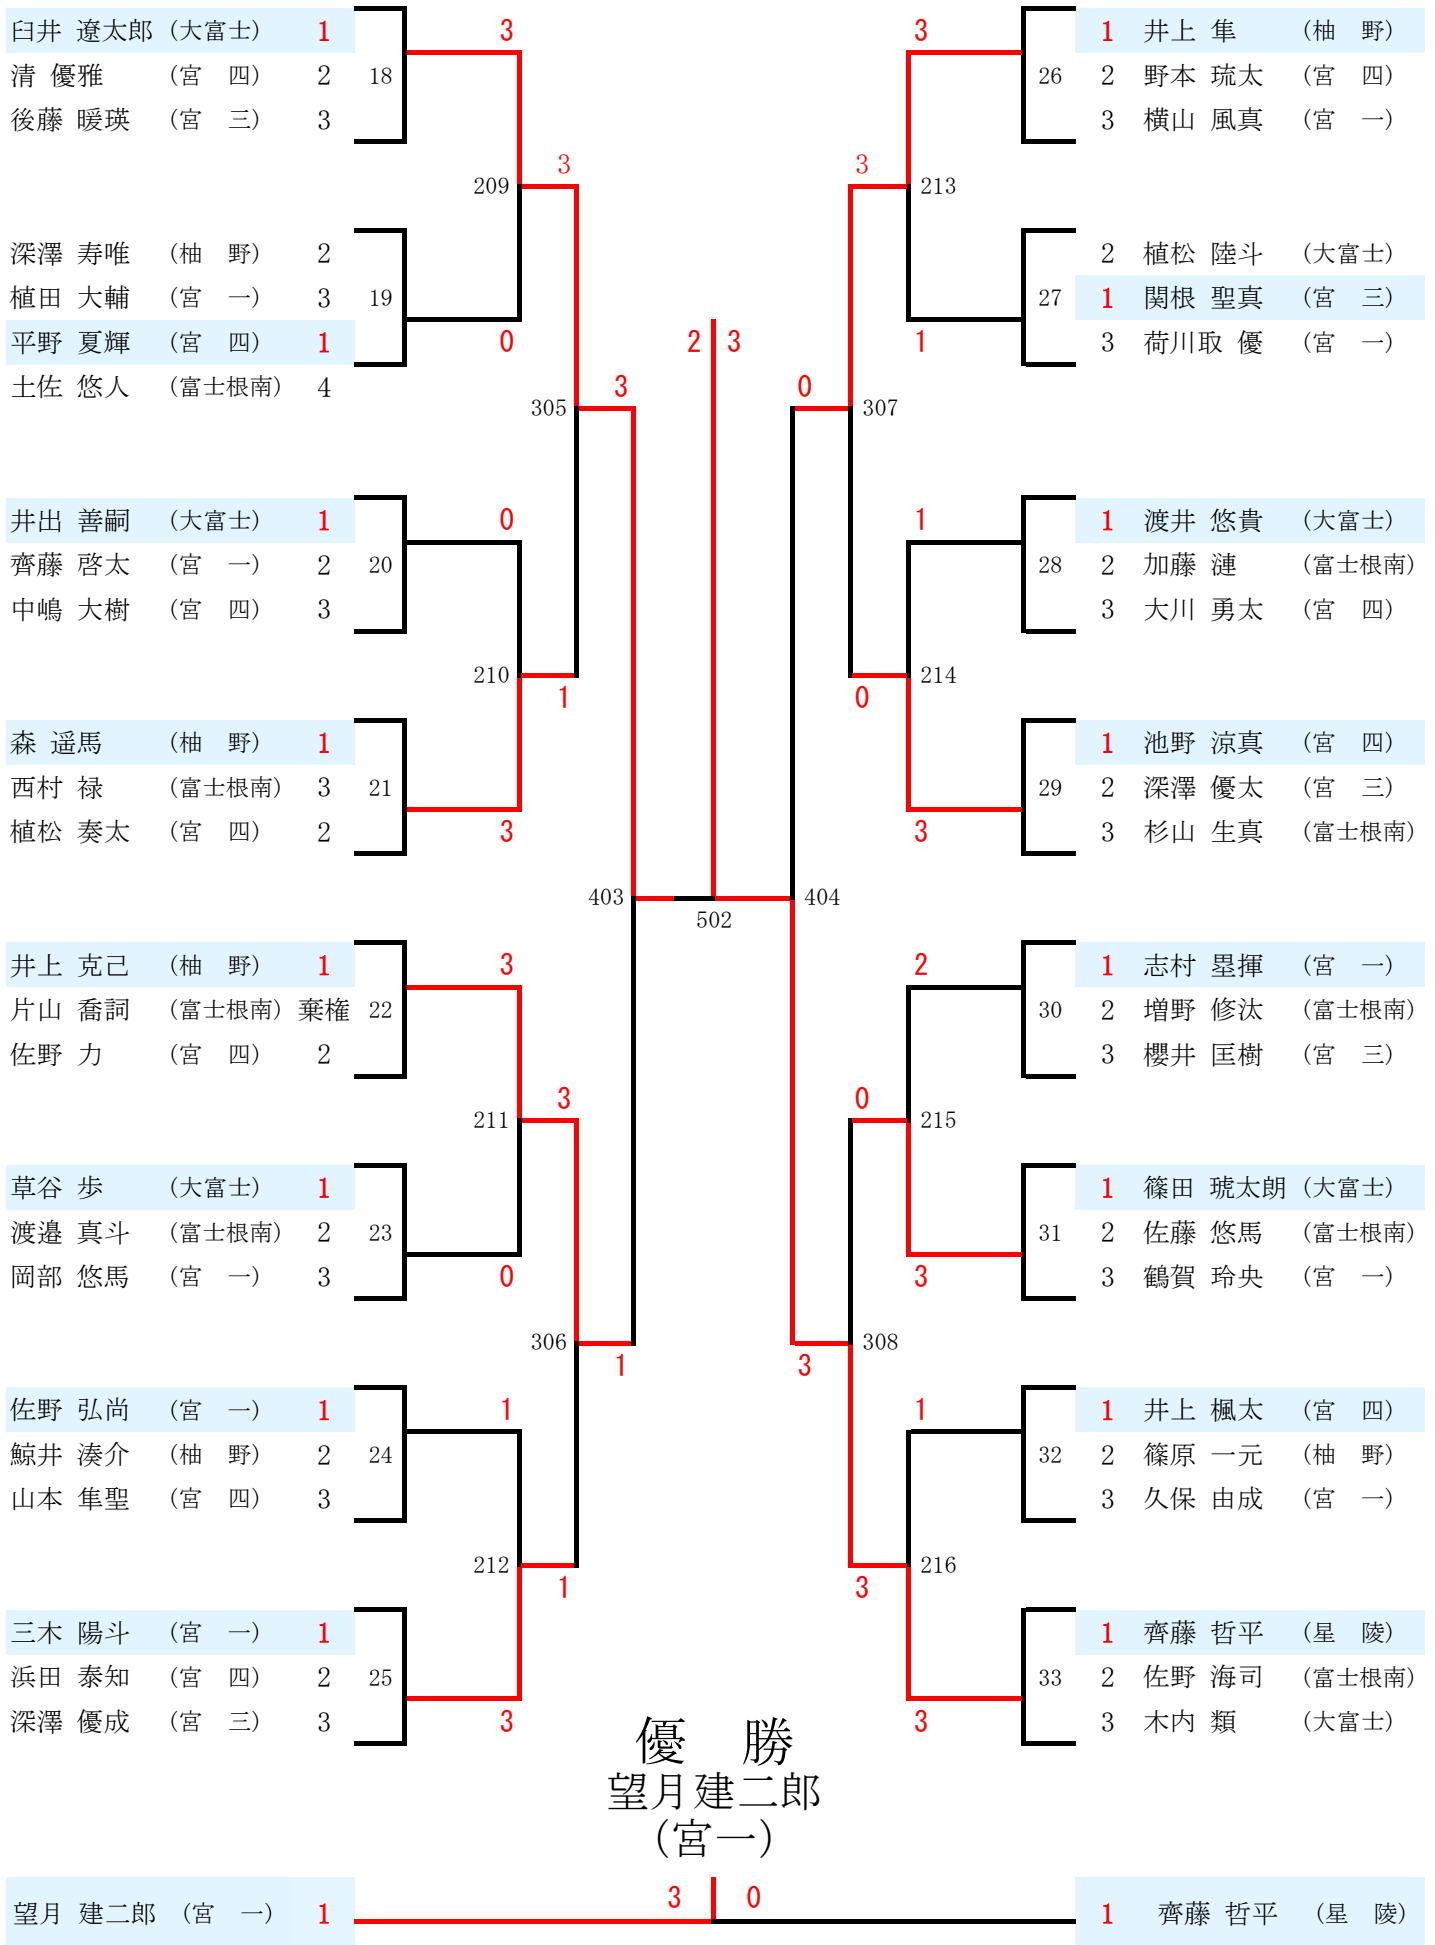 臼井 遼太郎 (大富士) 1
清 優雅 (宮 四) 2
後藤 暖瑛 (宮 三) 3
18
3
209
3
深澤 寿唯 (柚 野) 2
植田 大輔 (宮 一) 3
平野 夏輝 (宮 四) 1
土佐 悠人 (富士根南) 4
19
0
305
3
井出 善嗣 (大富士) 1
齊藤 啓太 (宮 一) 2
中嶋 大樹 (宮 四) 3
20
0
210
1
森 遥馬 (柚 野) 1
西村 禄 (富士根南) 3
植松 奏太 (宮 四) 2
21
3
403
井上 克己 (柚 野) 1
片山 喬詞 (富士根南) 棄権
佐野 力 (宮 四) 2
22
3
211
3
草谷 歩 (大富士) 1
渡邉 真斗 (富士根南) 2
岡部 悠馬 (宮 一) 3
23
0
306
1
佐野 弘尚 (宮 一) 1
鯨井 湊介 (柚 野) 2
山本 隼聖 (宮 四) 3
24
1
212
1
三木 陽斗 (宮 一) 1
浜田 泰知 (宮 四) 2
深澤 優成 (宮 三) 3
25
3
2 3
502
1 井上 隼 (柚 野)
2 野本 琉太 (宮 四)
3 横山 風真 (宮 一)
26
3
213
3
2 植松 陸斗 (大富士)
1 関根 聖真 (宮 三)
3 荷川取 優 (宮 一)
27
1
307
0
1 渡井 悠貴 (大富士)
2 加藤 漣 (富士根南)
3 大川 勇太 (宮 四)
28
1
214
0
1 池野 涼真 (宮 四)
2 深澤 優太 (宮 三)
3 杉山 生真 (富士根南)
29
3
404
1 志村 塁揮 (宮 一)
2 増野 修汰 (富士根南)
3 櫻井 匡樹 (宮 三)
30
2
215
0
1 篠田 琥太朗 (大富士)
2 佐藤 悠馬 (富士根南)
3 鶴賀 玲央 (宮 一)
31
3
308
3
1 井上 楓太 (宮 四)
2 篠原 一元 (柚 野)
3 久保 由成 (宮 一)
32
1
216
3
1 齊藤 哲平 (星 陵)
2 佐野 海司 (富士根南)
3 木内 類 (大富士)
33
3
優 勝
望月建二郎
(宮一)
望月 建二郎 (宮 一) 1
3 0
1 齊藤 哲平 (星 陵)